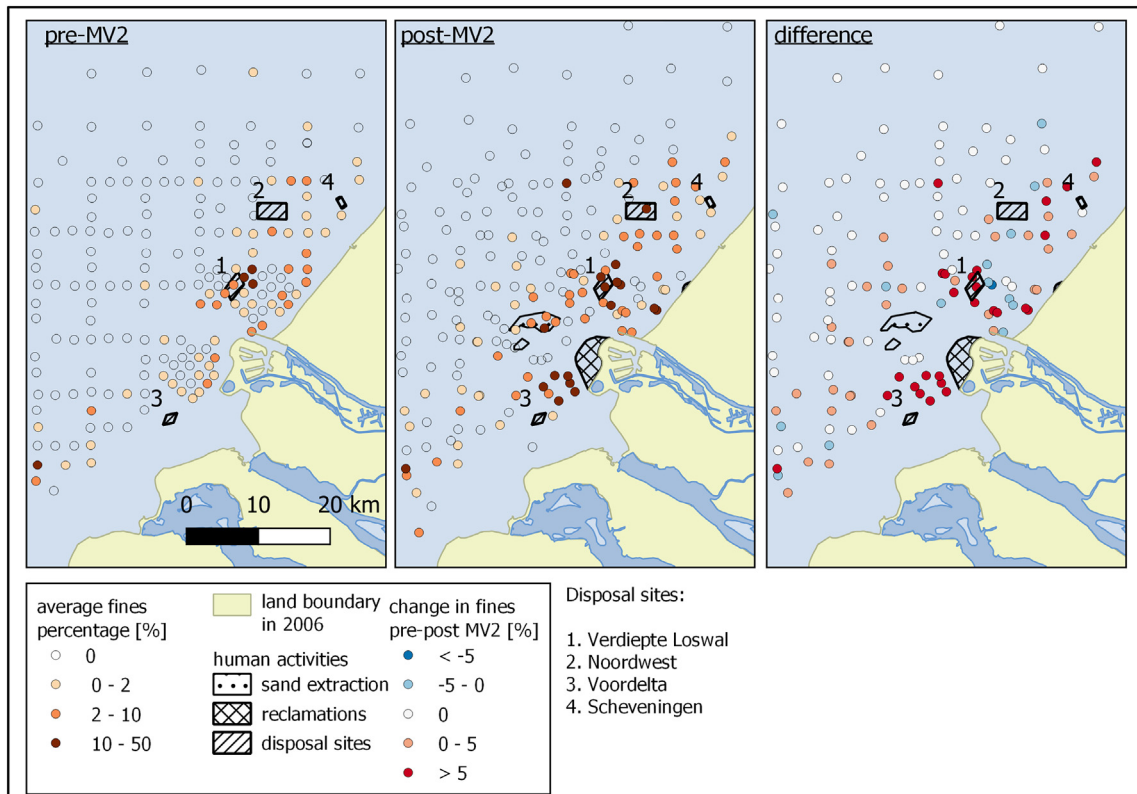 pre-MV2
post-MV2
difference
2
4
1
3
0 10 20 km
2
4
1
3
2
4
1
3
average fines
percentage [%]
0
0 - 2
2 - 10
10 - 50
land boundary
in 2006
human activities
sand extraction
reclamations
disposal sites
change in fines
pre-post MV2 [%]
< -5
-5 - 0
0
0 - 5
> 5
Disposal sites:
1. Verdiepte Loswal
2. Noordwest
3. Voordelta
4. Scheveningen